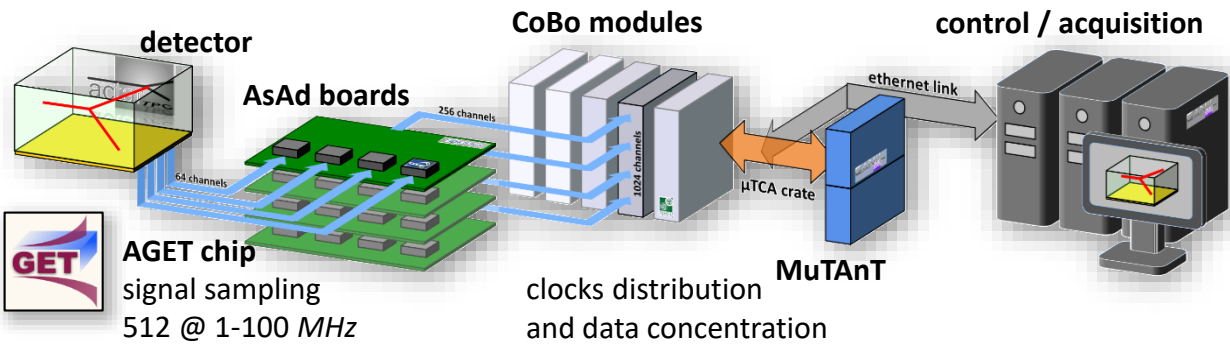 detector
CoBo modules
control / acquisition
AsAd boards
ethernet link
256 channels
64 channels
1024 channels
µTCA crate
TPC
GET
AGET chip
signal sampling
512 @ 1-100 MHz
clocks distribution
and data concentration
MuTAnT